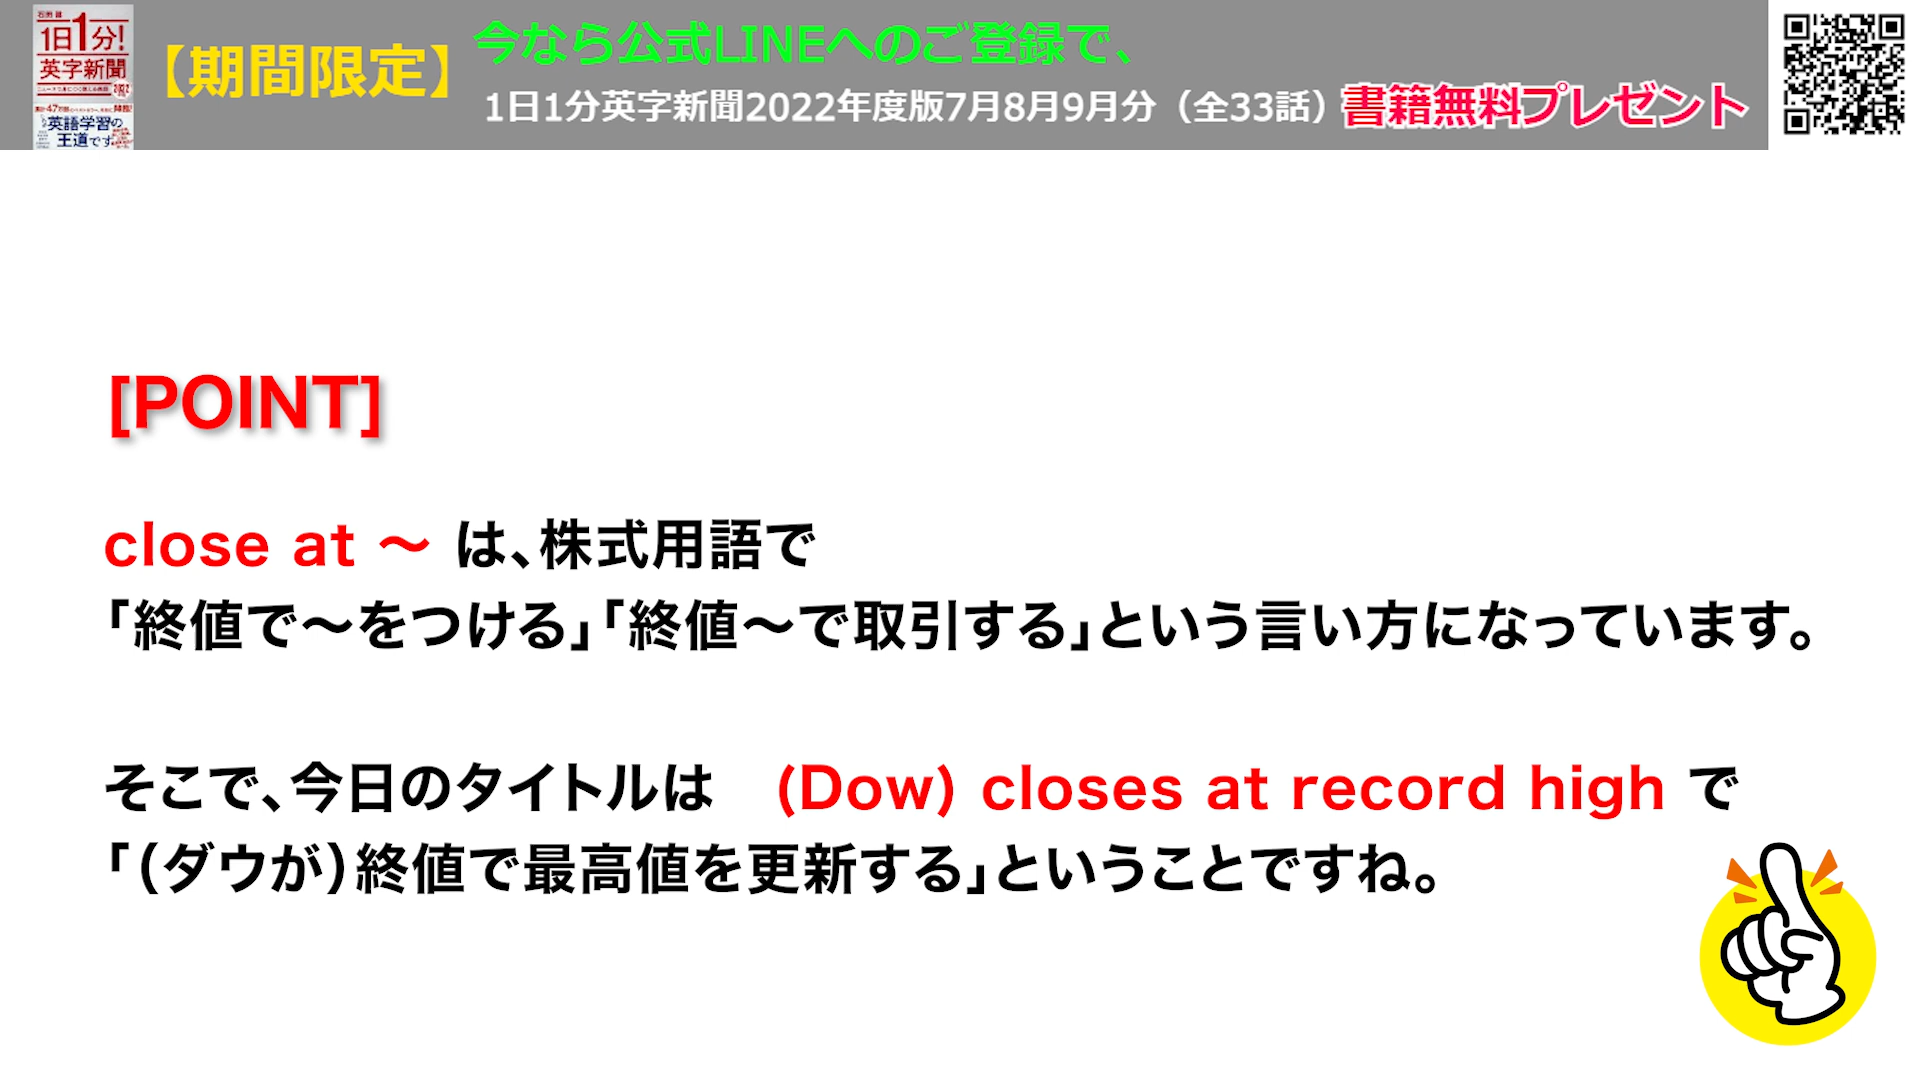 石田 健
1日1分!
英字新聞
2022
英語学習の
王道です
【期間限定】
今なら公式LINEへのご登録で、
1日1分英字新聞2022年度版7月8月9月分（全33話）書籍無料プレゼント
[POINT]
close at ～ は、株式用語で
「終値で～をつける」「終値～で取引する」という言い方になっています。
そこで、今日のタイトルは　(Dow) closes at record high で
「（ダウが）終値で最高値を更新する」ということですね。